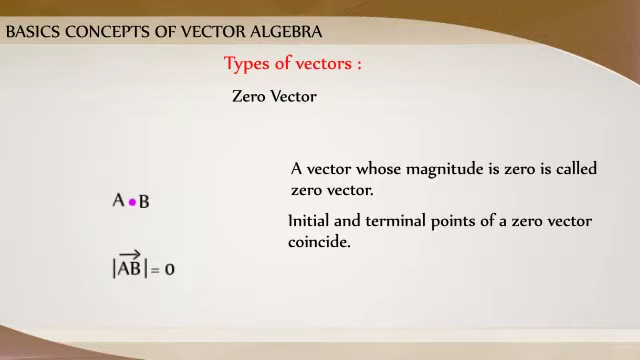 BASICS CONCEPTS OF VECTOR ALGEBRA
Types of vectors :
Zero Vector
A vector whose magnitude is zero is called
zero vector.
A B
Initial and terminal points of a zero vector
coincide.
|AB⃗| = 0